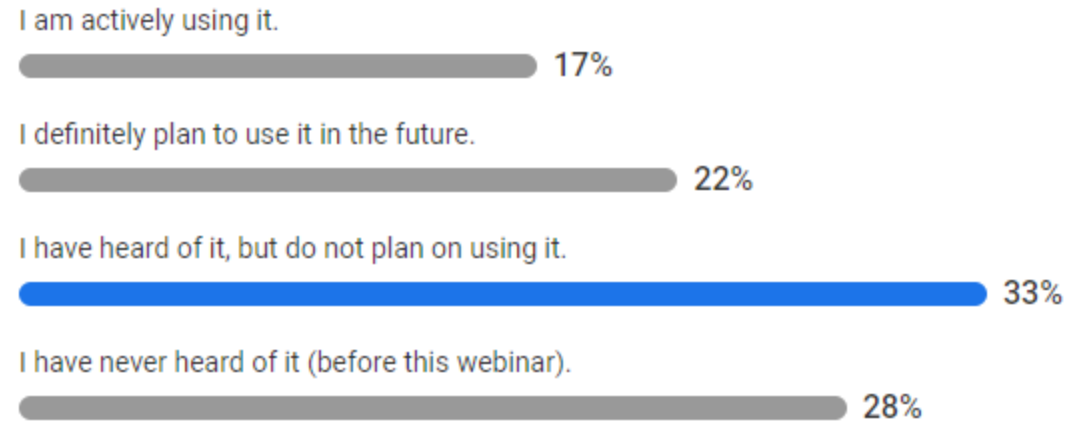 I am actively using it.
17%
I definitely plan to use it in the future.
22%
I have heard of it, but do not plan on using it.
33%
I have never heard of it (before this webinar).
28%